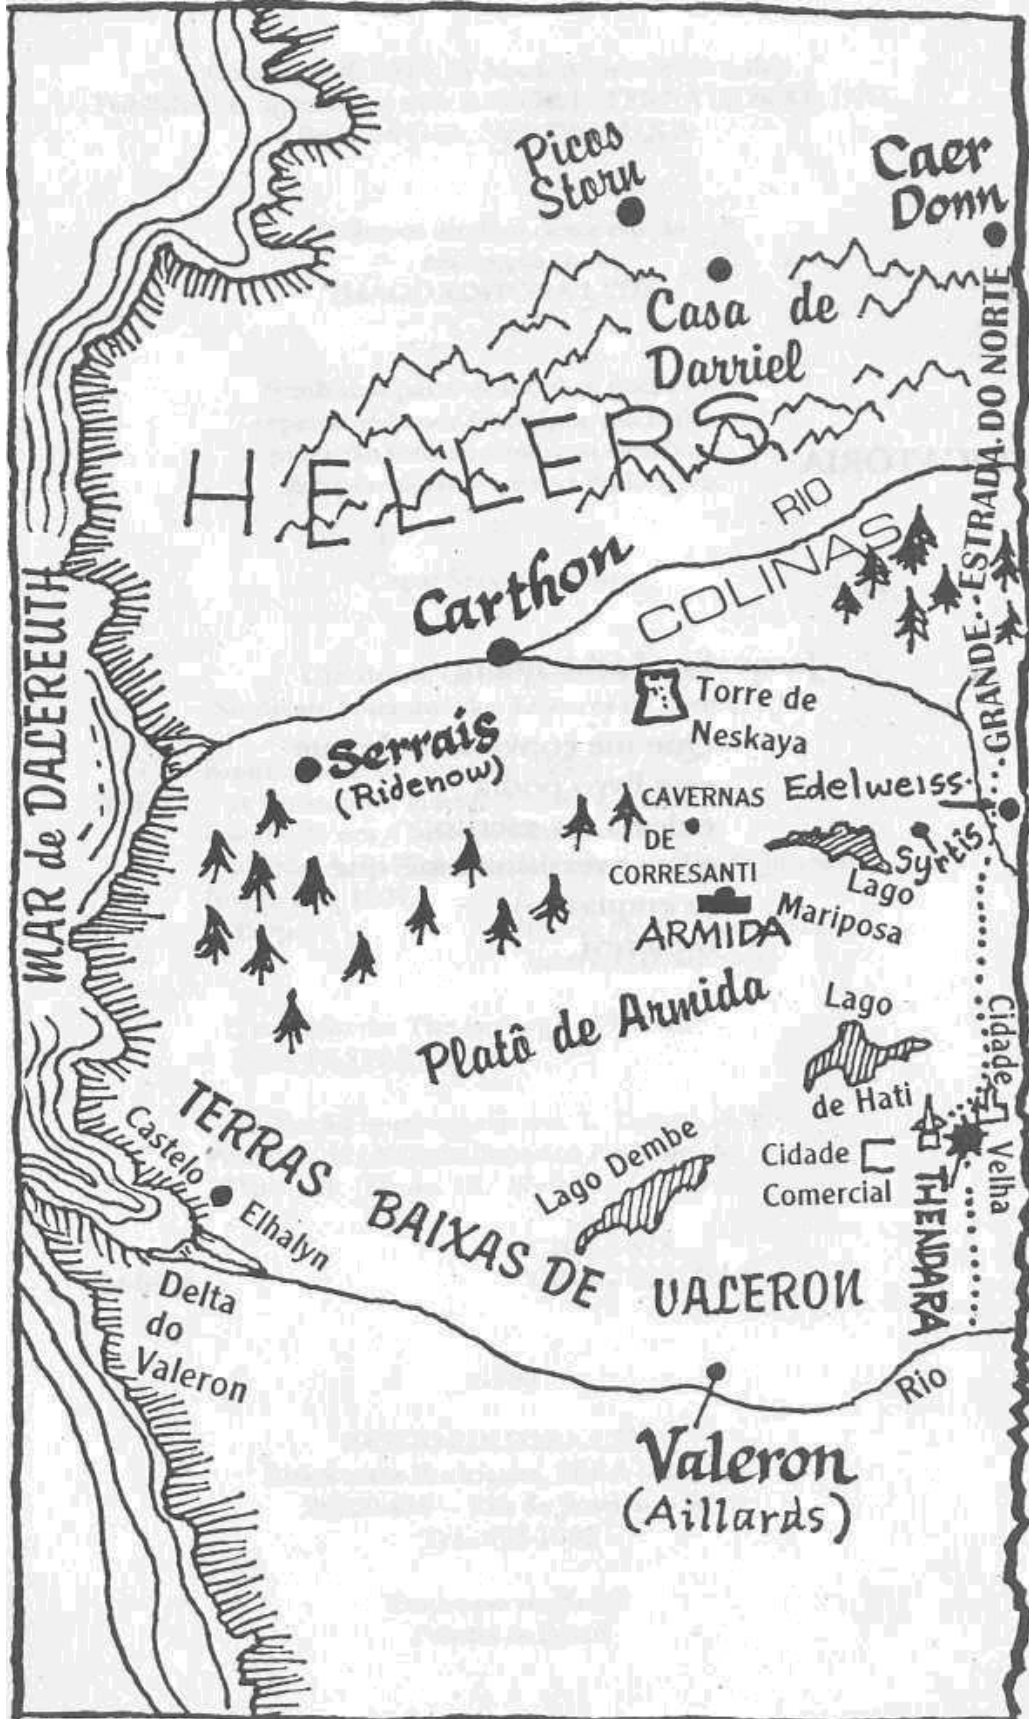 Picos
Storn
Caer
Donn
Casa de
Darriel
HELLERS
RIO
COLINAS
GRANDE ESTRADA DO NORTE
Carthon
MAR de DALEREUTH
Torre de
Neskaya
Serrais
(Ridenow)
CAVERNAS
DE
CORRESANTI
Edelweiss
Syrtis
Lago
Mariposa
ARMIDA
Platô de Armida
Lago
de Hati
Cidade
Velha
TERRAS BAIXAS DE VALERON
Castelo
Elhalyn
Lago Dembe
Cidade
Comercial
THENDARA
Delta
do
Valeron
Rio
Valeron
(Aillards)